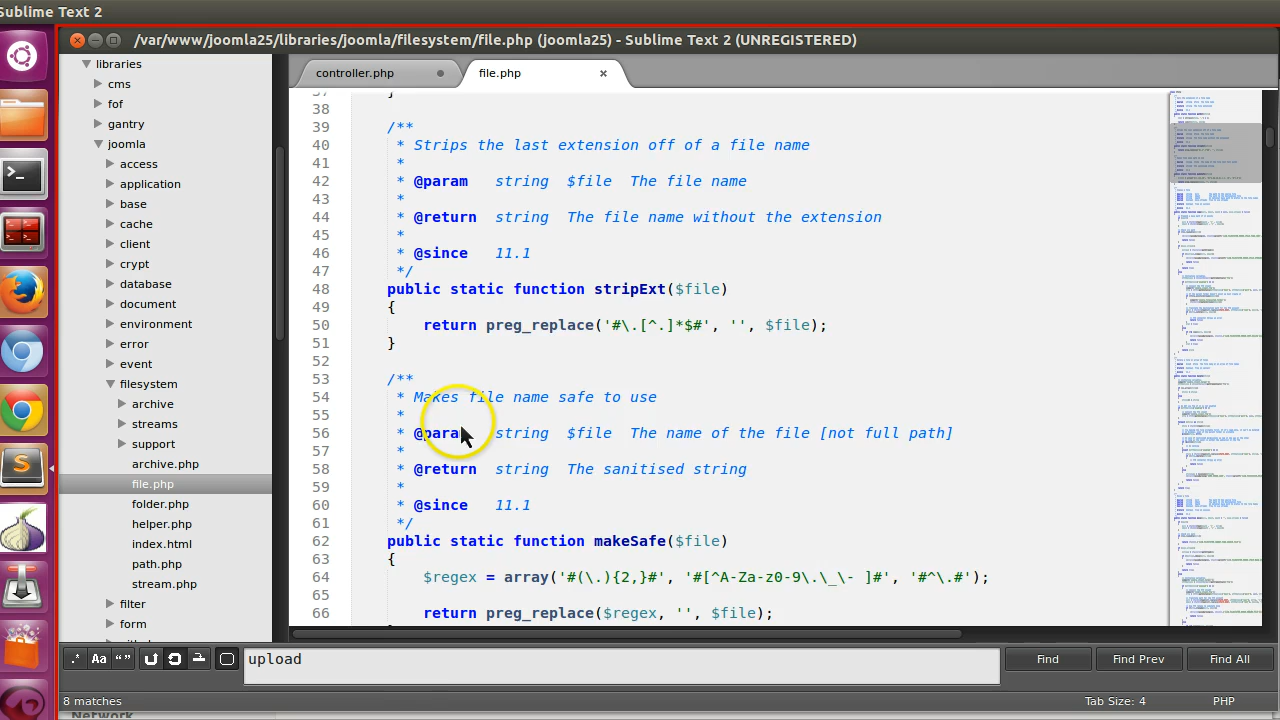 Sublime Text 2
/var/www/joomla25/libraries/joomla/filesystem/file.php (joomla25) - Sublime Text 2 (UNREGISTERED)
libraries
cms
fof
gantry
joomla
access
application
base
cache
client
crypt
database
document
environment
error
event
filesystem
archive
streams
support
archive.php
file.php
folder.php
helper.php
index.html
path.php
stream.php
filter
form
controller.php
file.php ×
37 }
38
39 /**
40 * Strips the last extension off of a file name
41 *
42 * @param string $file The file name
43 *
44 * @return string The file name without the extension
45 *
46 * @since 11.1
47 */
48 public static function stripExt($file)
49 {
50 return preg_replace('#\.[^.]*$#', '', $file);
51 }
52
53 /**
54 * Makes file name safe to use
55 *
56 * @param string $file The name of the file [not full path]
57 *
58 * @return string The sanitised string
59 *
60 * @since 11.1
61 */
62 public static function makeSafe($file)
63 {
64 $regex = array('#(\.){2,}#', '#[^A-Za-z0-9\.\_\- ]#', '#^\.#');
65
66 return preg_replace($regex, '', $file);
.* Aa “”
upload
Find
Find Prev
Find All
8 matches
Tab Size: 4
PHP
Network